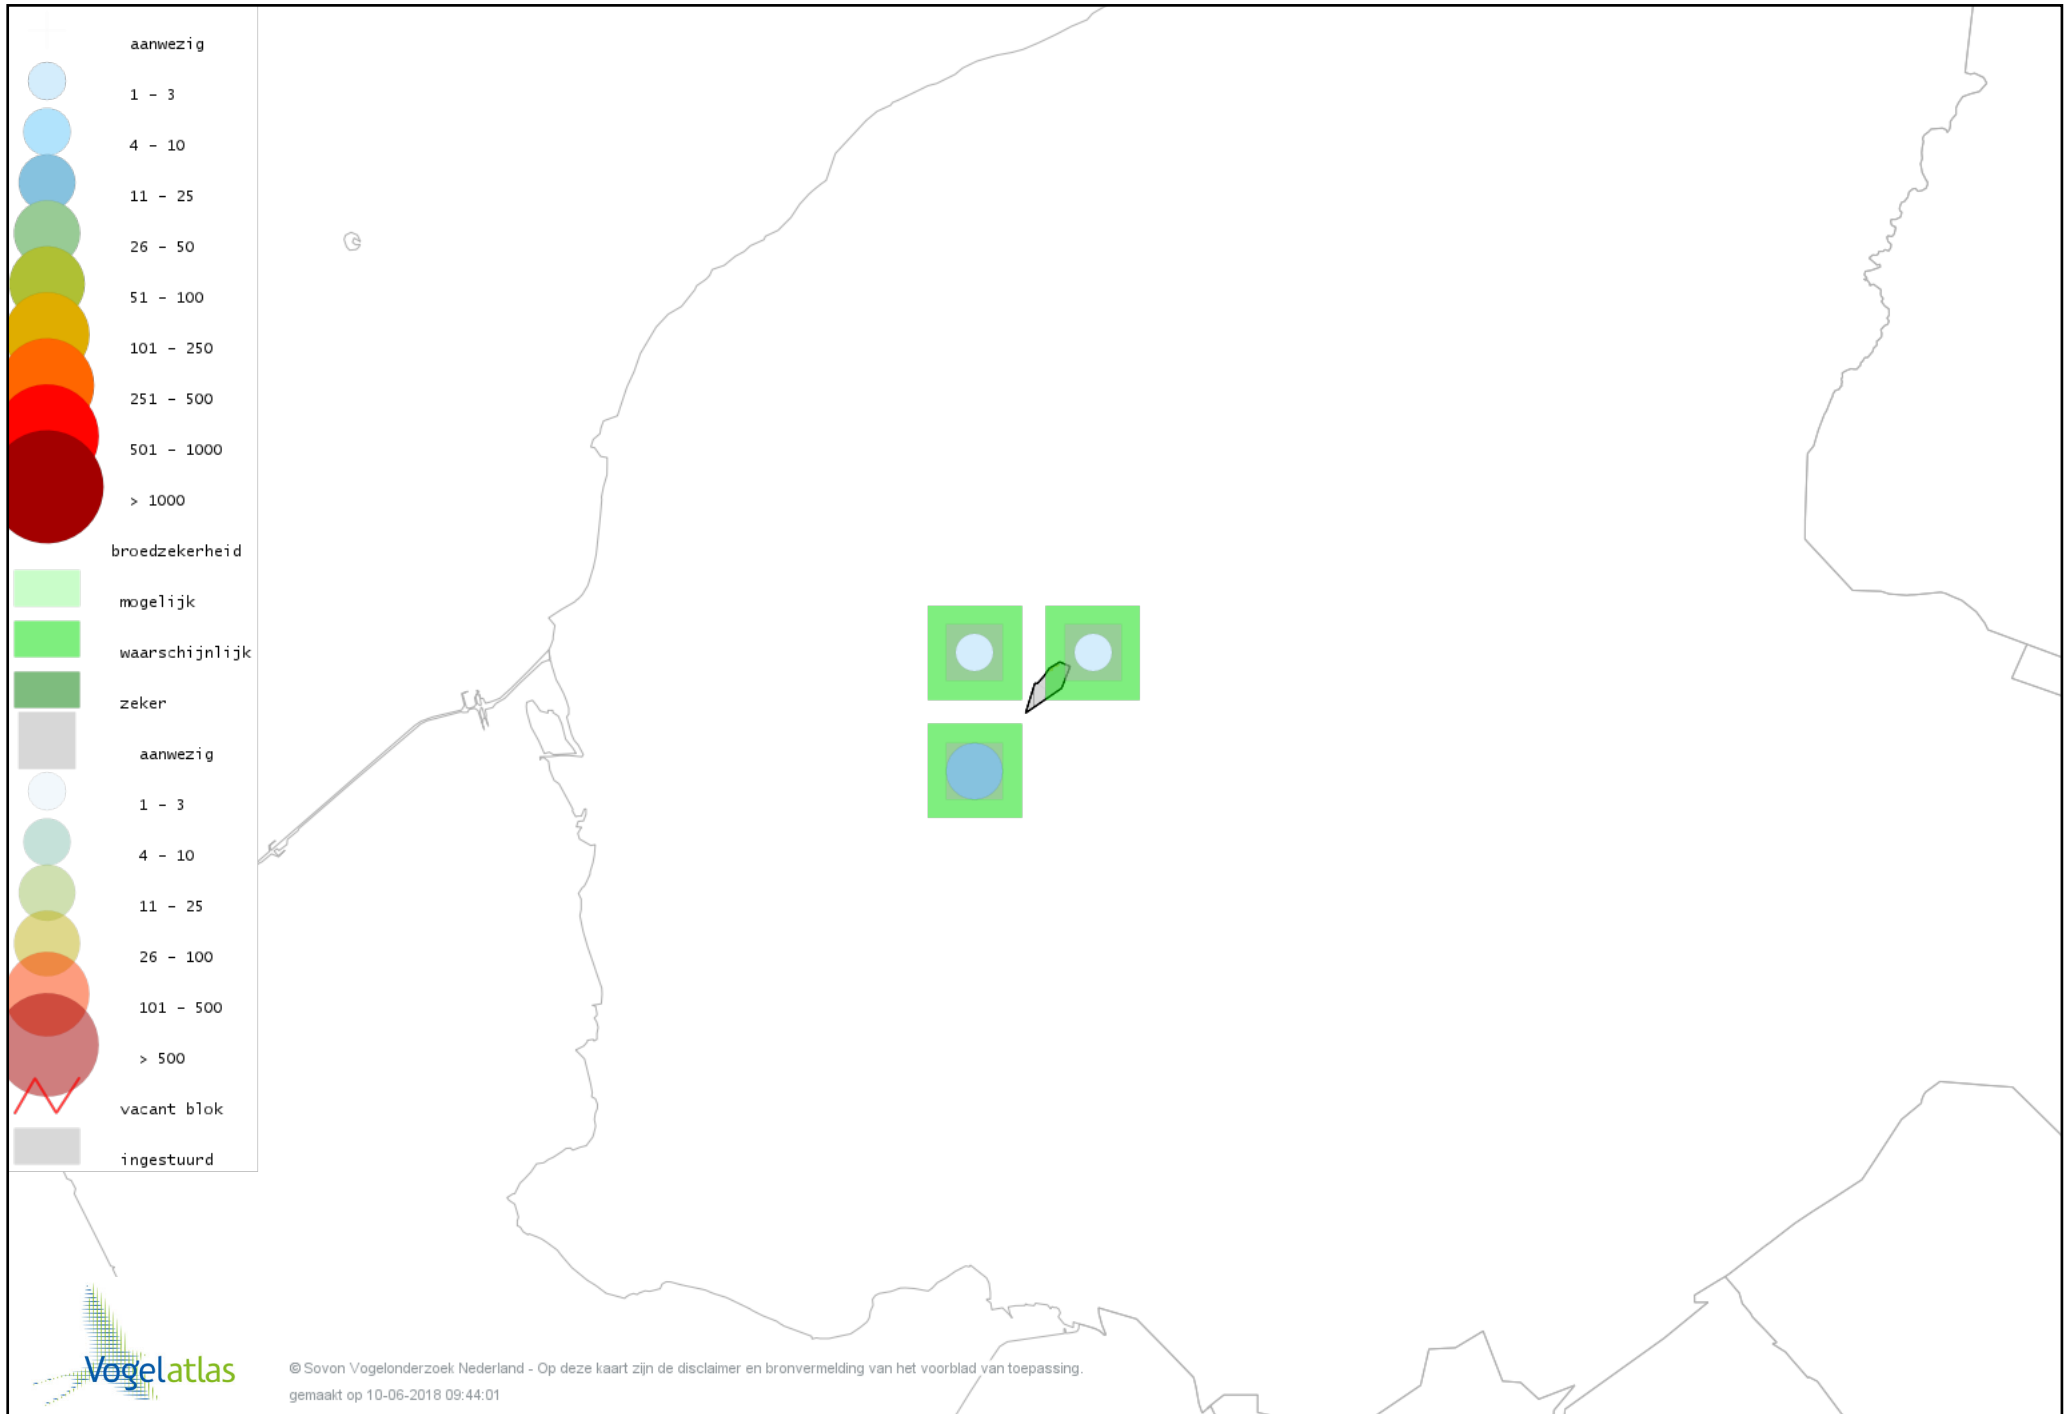 aanwezig
1 - 3
4 - 10
11 - 25
26 - 50
51 - 100
101 - 250
251 - 500
501 - 1000
> 1000
broedzekerheid
mogelijk
waarschijnlijk
zeker
aanwezig
1 - 3
4 - 10
11 - 25
26 - 100
101 - 500
> 500
vacant blok
ingestuurd
Vogelatlas
© Sovon Vogelonderzoek Nederland - Op deze kaart zijn de disclaimer en bronvermelding van het voorblad van toepassing.
gemaakt op 10-06-2018 09:44:01